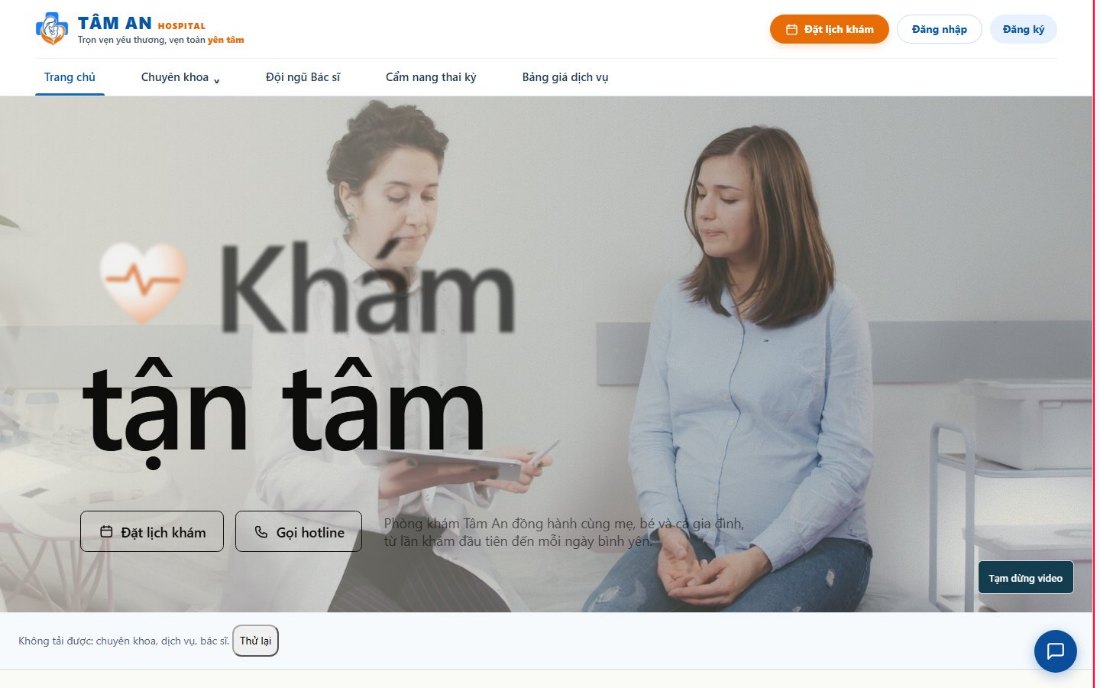 TÂM AN HOSPITAL
Trọn vẹn yêu thương, vẹn toàn yên tâm
Đặt lịch khám
Đăng nhập
Đăng ký
Trang chủ
Chuyên khoa
Đội ngũ Bác sĩ
Cẩm nang thai kỳ
Bảng giá dịch vụ
Khám
tận tâm
Đặt lịch khám
Gọi hotline
Phòng khám Tâm An đồng hành cùng mẹ, bé và cả gia đình,
từ lần khám đầu tiên đến mỗi ngày bình yên.
Tạm dừng video
Không tải được: chuyên khoa, dịch vụ, bác sĩ.
Thử lại